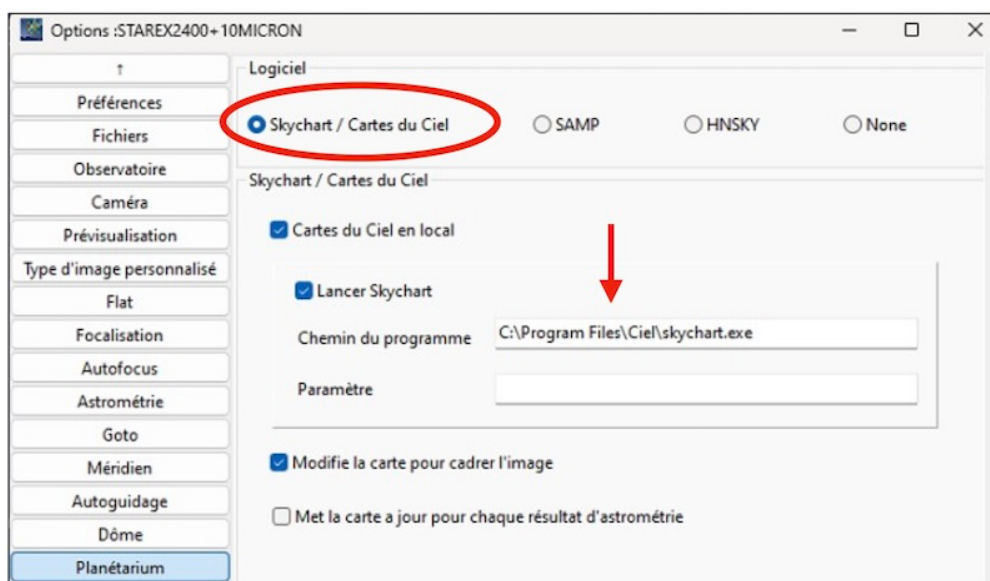 Options :STAREX2400+10MICRON
↑
Préférences
Fichiers
Observatoire
Caméra
Prévisualisation
Type d'image personnalisé
Flat
Focalisation
Autofocus
Astrométrie
Goto
Méridien
Autoguidage
Dôme
Planétarium
Logiciel
Skychart / Cartes du Ciel SAMP HNSKY None
Skychart / Cartes du Ciel
Cartes du Ciel en local
Lancer Skychart
Chemin du programme C:\Program Files\Ciel\skychart.exe
Paramètre
Modifie la carte pour cadrer l'image
Met la carte a jour pour chaque résultat d'astrométrie